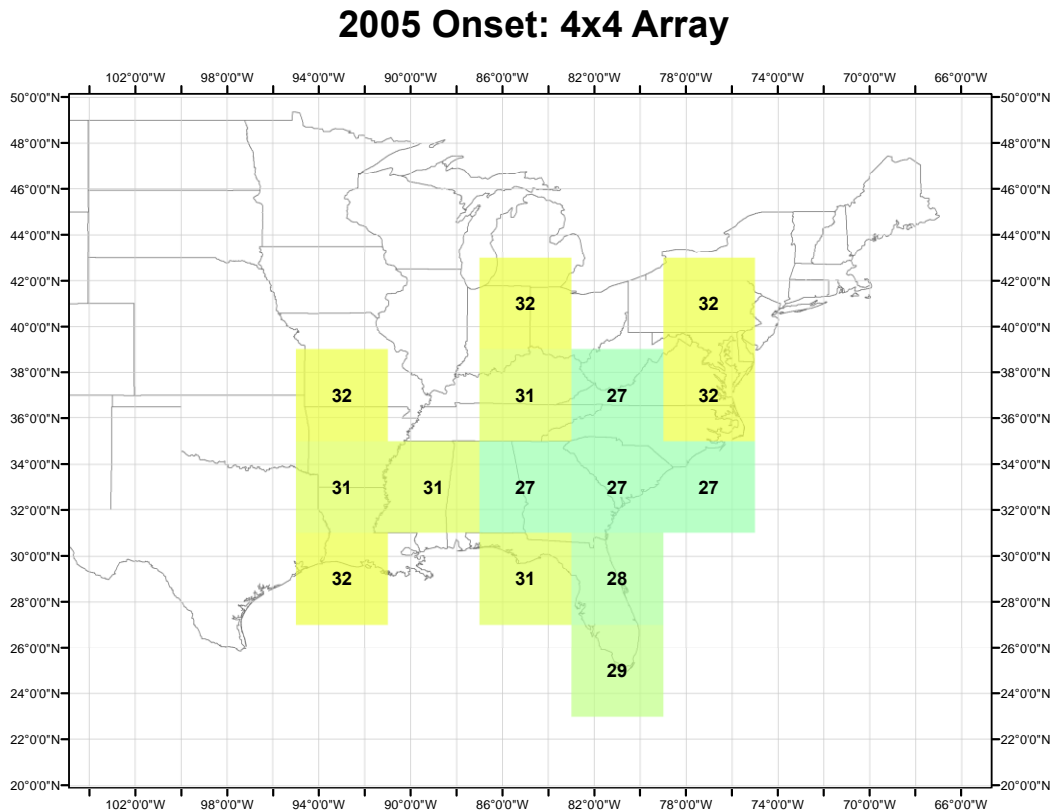 2005 Onset: 4x4 Array
102°0'0"W 98°0'0"W 94°0'0"W 90°0'0"W 86°0'0"W 82°0'0"W 78°0'0"W 74°0'0"W 70°0'0"W 66°0'0"W
50°0'0"N 50°0'0"N
48°0'0"N 48°0'0"N
46°0'0"N 46°0'0"N
44°0'0"N 44°0'0"N
42°0'0"N 42°0'0"N
32 32
40°0'0"N 40°0'0"N
38°0'0"N 38°0'0"N
32 31 27 32
36°0'0"N 36°0'0"N
34°0'0"N 34°0'0"N
31 31 27 27 27
32°0'0"N 32°0'0"N
30°0'0"N 30°0'0"N
32 31 28
28°0'0"N 28°0'0"N
26°0'0"N 26°0'0"N
29
24°0'0"N 24°0'0"N
22°0'0"N 22°0'0"N
20°0'0"N 20°0'0"N
102°0'0"W 98°0'0"W 94°0'0"W 90°0'0"W 86°0'0"W 82°0'0"W 78°0'0"W 74°0'0"W 70°0'0"W 66°0'0"W